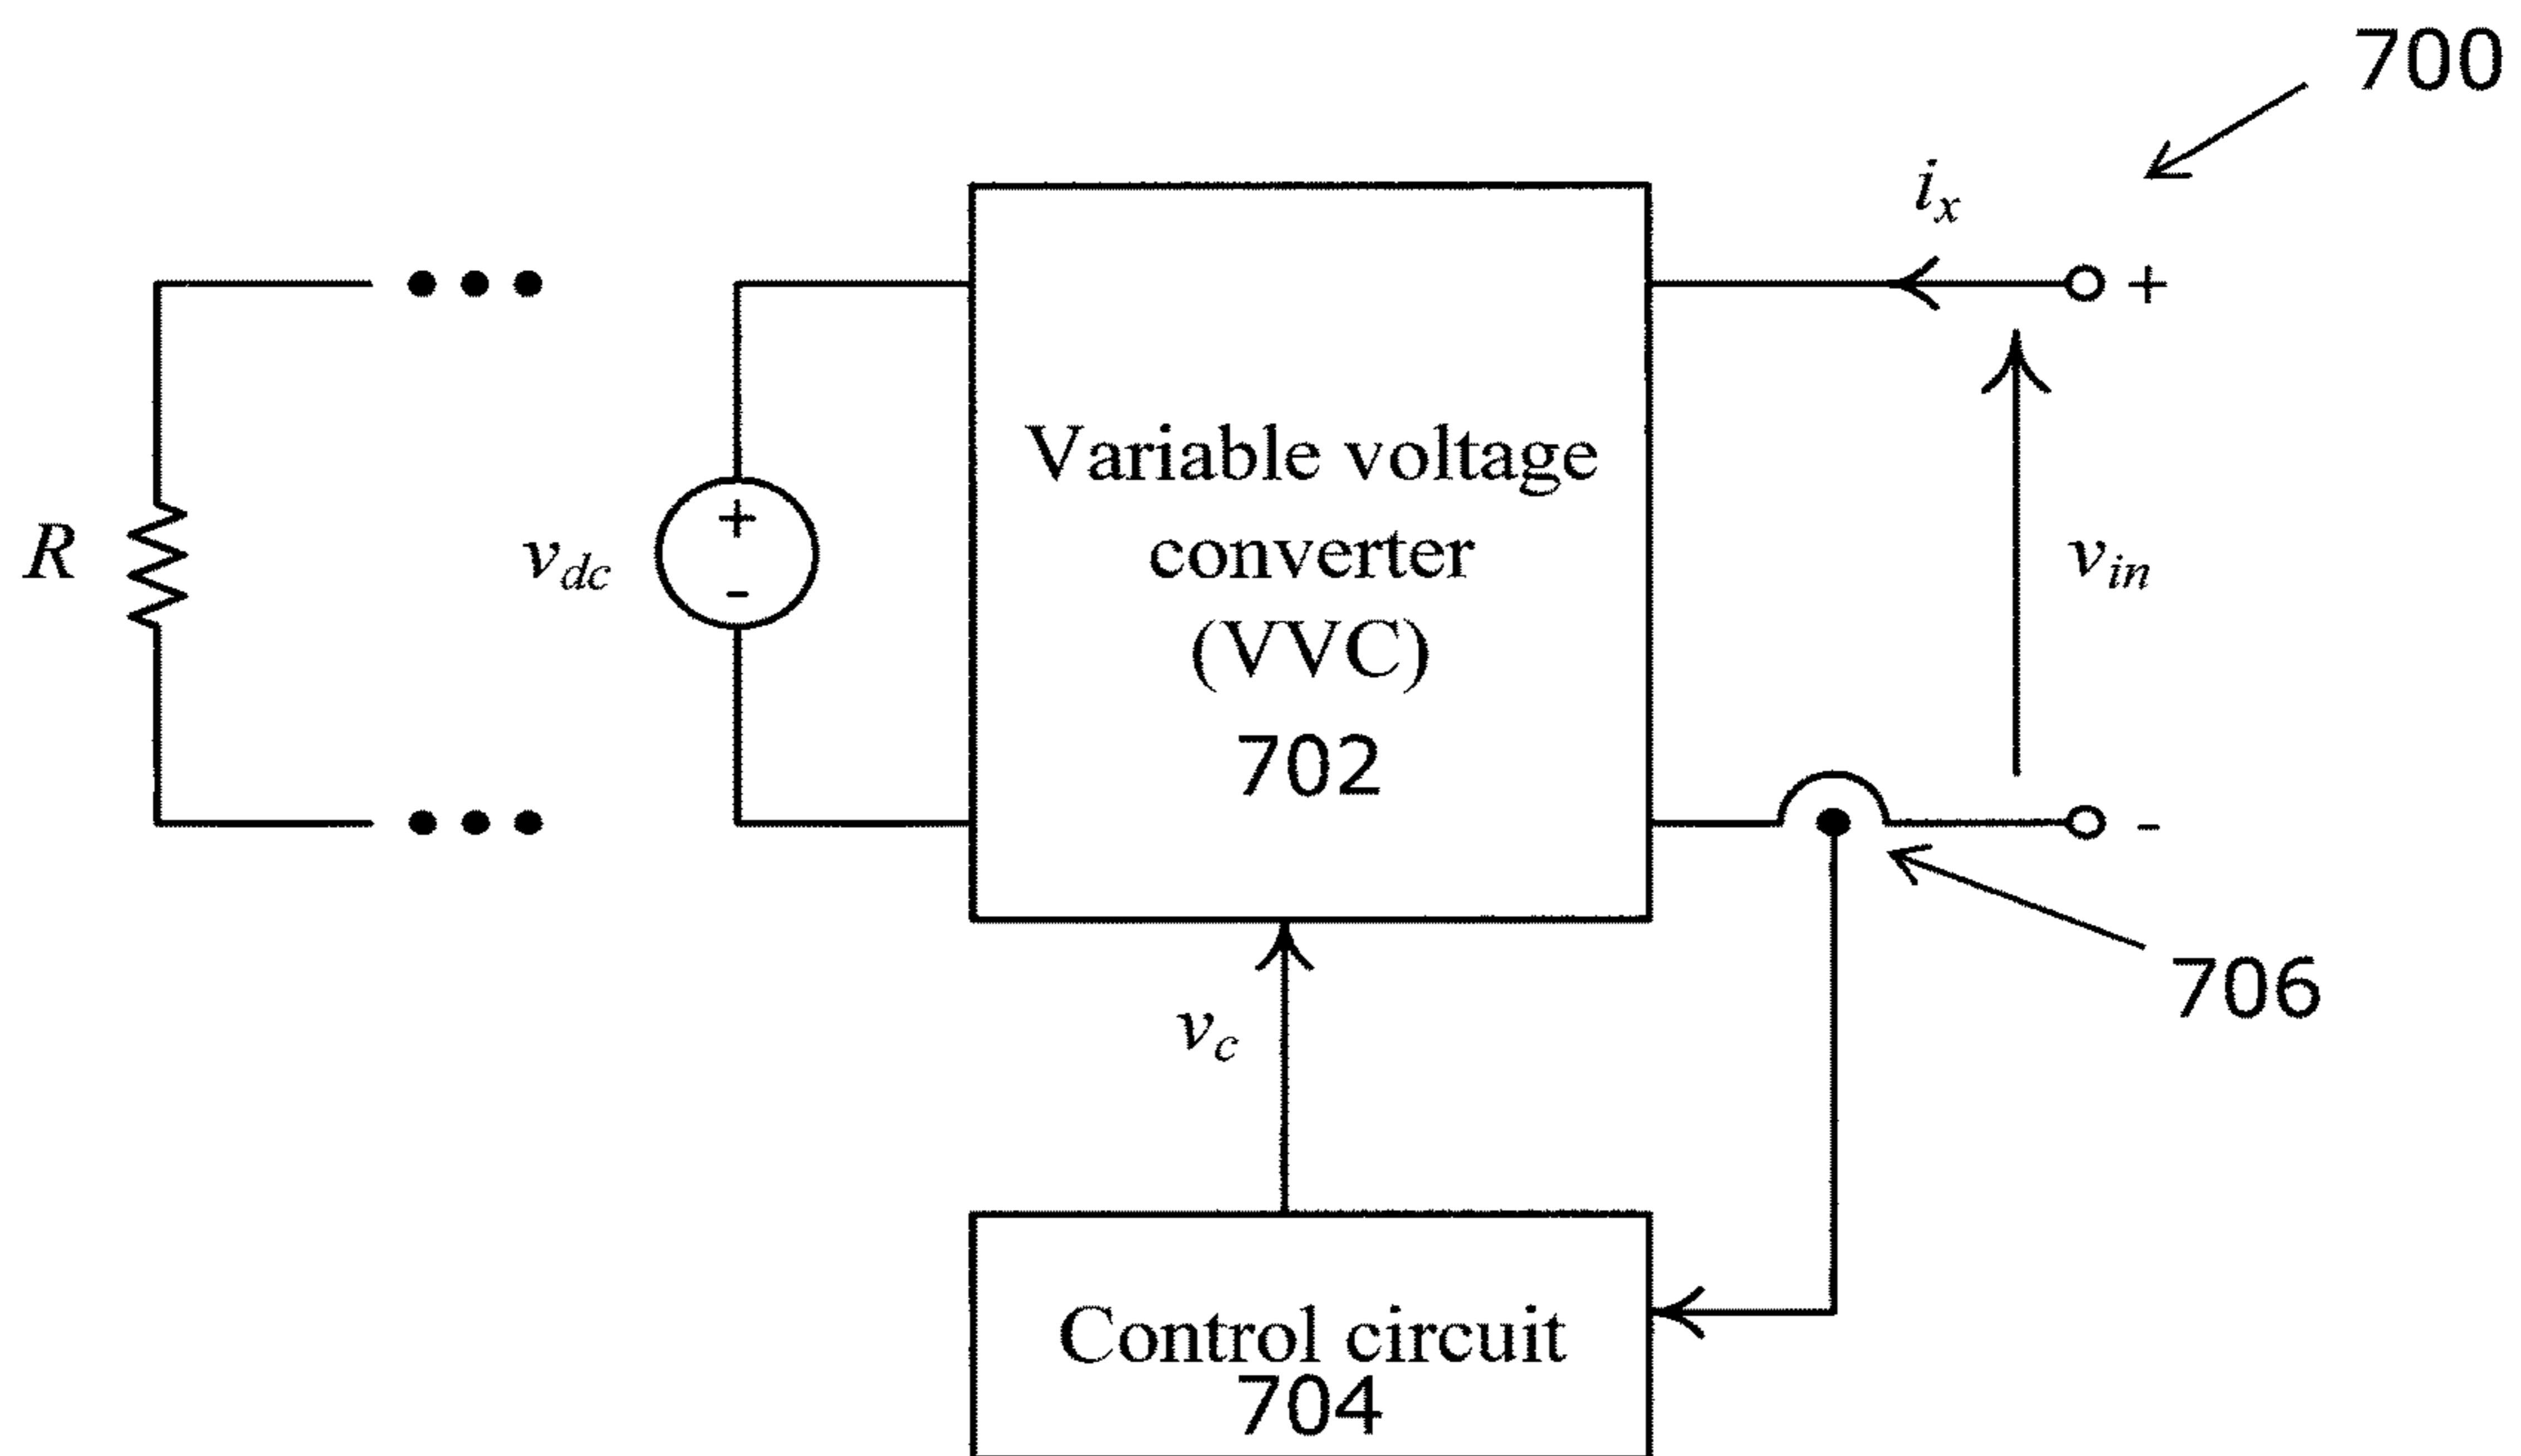 700
i_x
+
Variable voltage
converter
(VVC)
702
R
v_dc
+
-
v_in
-
706
v_c
Control circuit
704